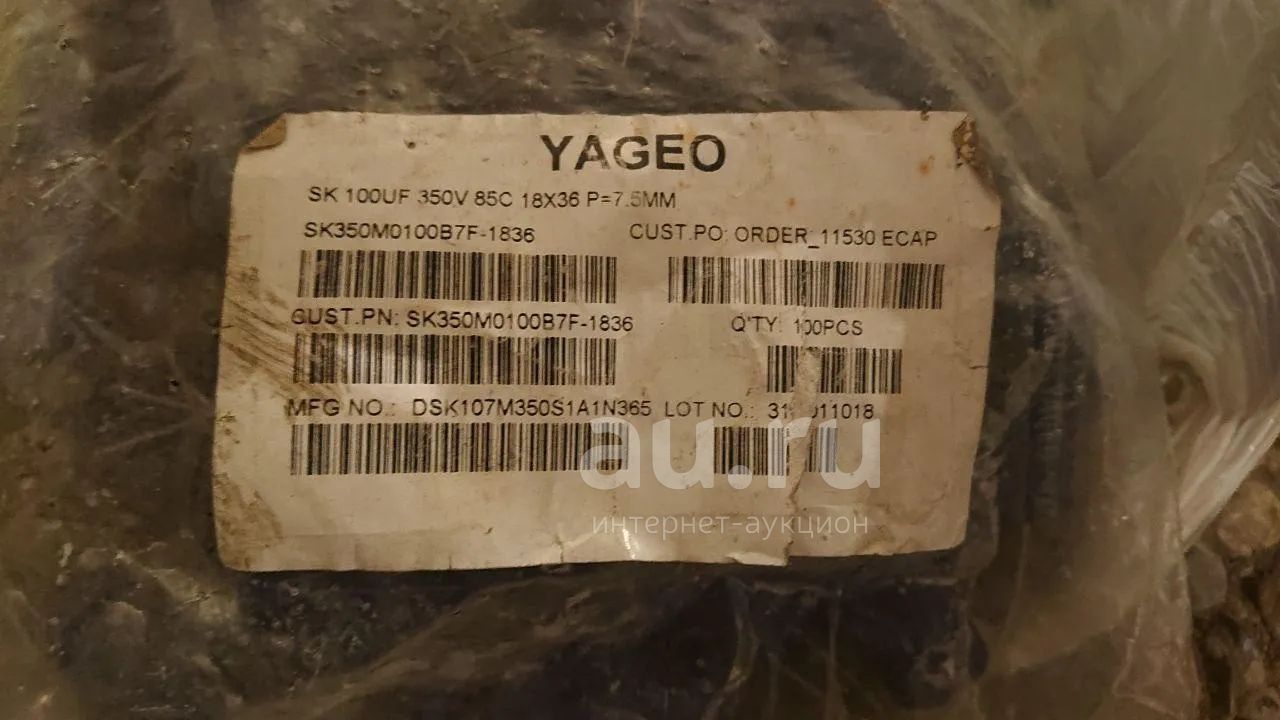 YAGEO
SK 100UF 350V 85C 18X36 P=7.5MM
SK350M0100B7F-1836
CUST.PO: ORDER_11530 ECAP
CUST.PN: SK350M0100B7F-1836
Q'TY: 100PCS
MFG NO.: DSK107M350S1A1N365
LOT NO.:
au.ru
интернет-аукцион